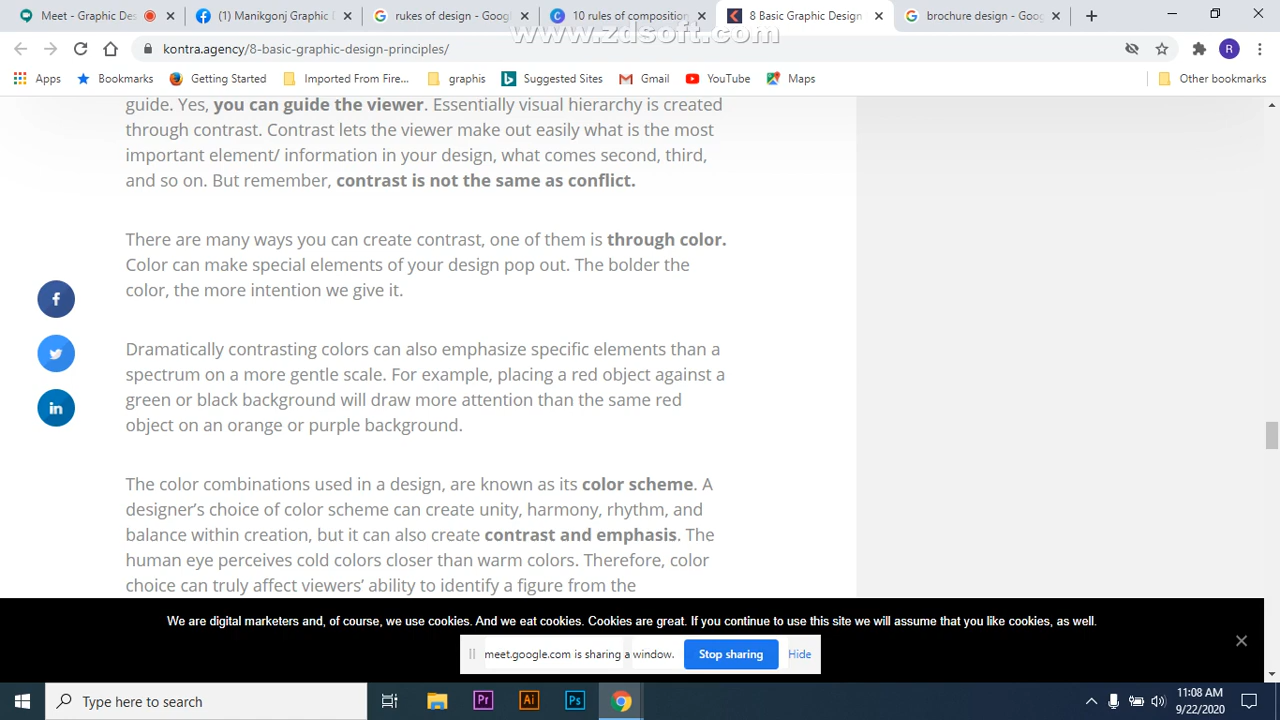 Meet - Graphic De
(1) Manikgonj Graphic D
rukes of design - Googl
10 rules of composition
8 Basic Graphic Design
brochure design - Goo
www.zdsoft.com
kontra.agency/8-basic-graphic-design-principles/
R
Apps
Bookmarks
Getting Started
Imported From Fire...
graphis
Suggested Sites
Gmail
YouTube
Maps
Other bookmarks
guide. Yes, you can guide the viewer. Essentially visual hierarchy is created
through contrast. Contrast lets the viewer make out easily what is the most
important element/ information in your design, what comes second, third,
and so on. But remember, contrast is not the same as conflict.
There are many ways you can create contrast, one of them is through color.
Color can make special elements of your design pop out. The bolder the
color, the more intention we give it.
Dramatically contrasting colors can also emphasize specific elements than a
spectrum on a more gentle scale. For example, placing a red object against a
green or black background will draw more attention than the same red
object on an orange or purple background.
The color combinations used in a design, are known as its color scheme. A
designer’s choice of color scheme can create unity, harmony, rhythm, and
balance within creation, but it can also create contrast and emphasis. The
human eye perceives cold colors closer than warm colors. Therefore, color
choice can truly affect viewers’ ability to identify a figure from the
We are digital marketers and, of course, we use cookies. And we eat cookies. Cookies are great. If you continue to use this site we will assume that you like cookies, as well.
meet.google.com is sharing a window.
Stop sharing
Hide
Type here to search
Pr
Ai
Ps
11:08 AM
9/22/2020